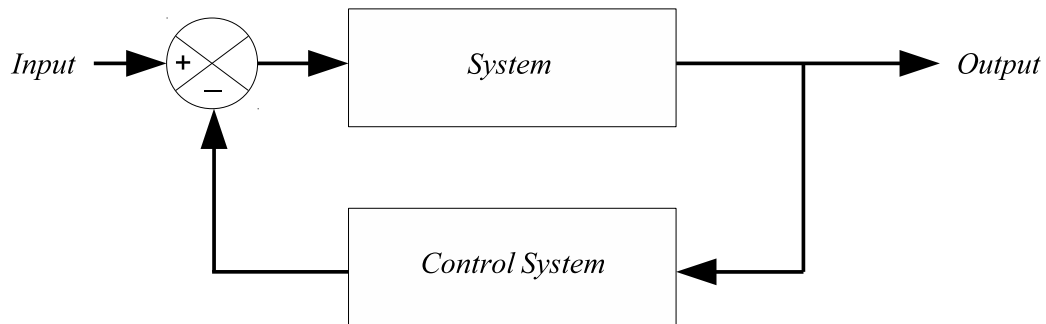 Input
+
−
System
Output
Control System